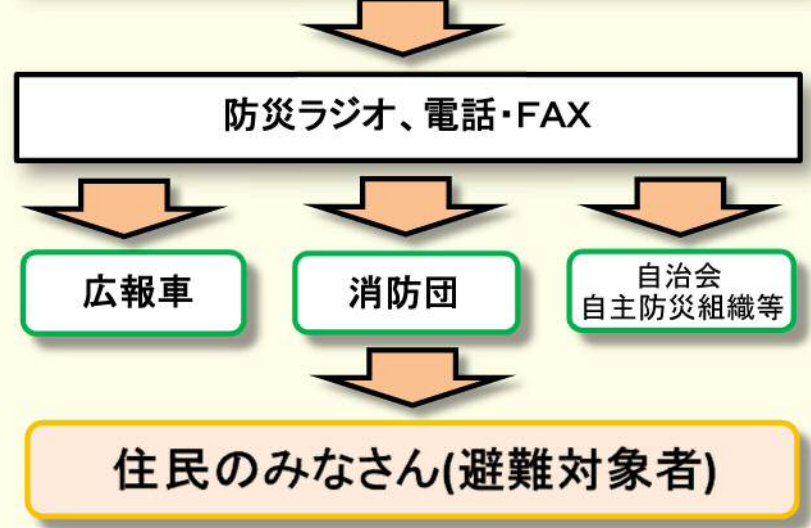 防災ラジオ、電話・FAX
広報車
消防団
自治会
自主防災組織等
住民のみなさん(避難対象者)